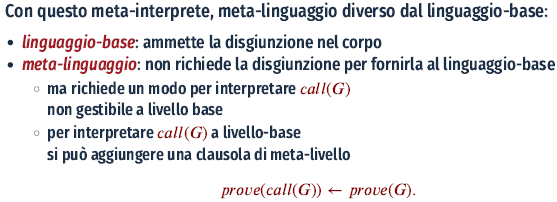 Con questo meta-interprete, meta-linguaggio diverso dal linguaggio-base:
• linguaggio-base: ammette la disgiunzione nel corpo
• meta-linguaggio: non richiede la disgiunzione per fornirla al linguaggio-base
○ ma richiede un modo per interpretare call(G)
non gestibile a livello base
○ per interpretare call(G) a livello-base
si può aggiungere una clausola di meta-livello
prove(call(G)) ← prove(G).